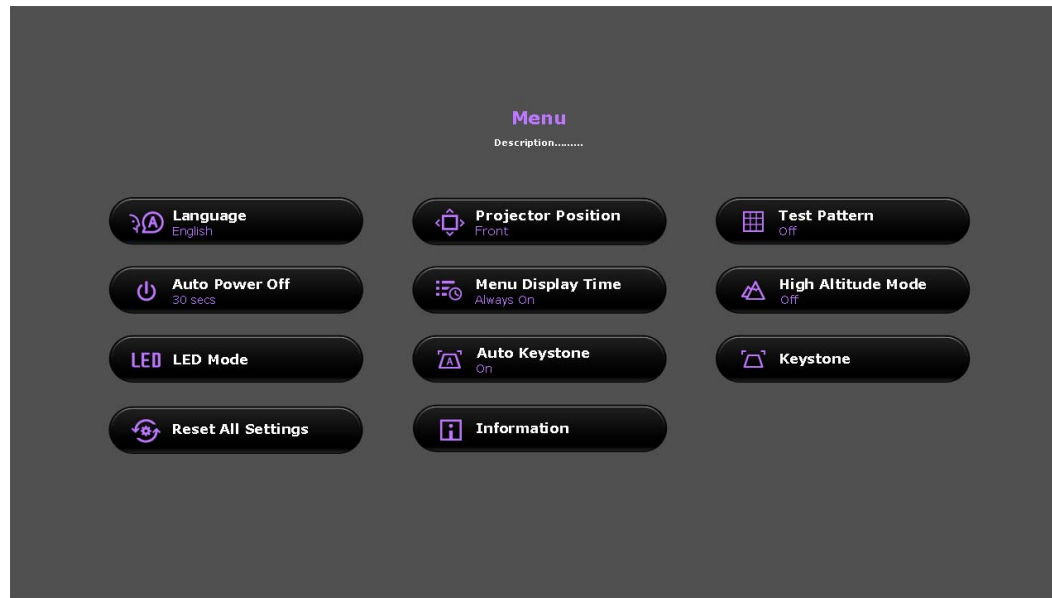 Menu
Description.........
Language
English
Projector Position
Front
Test Pattern
Off
Auto Power Off
30 secs
Menu Display Time
Always On
High Altitude Mode
Off
LED LED Mode
A Auto Keystone
On
Keystone
Reset All Settings
Information